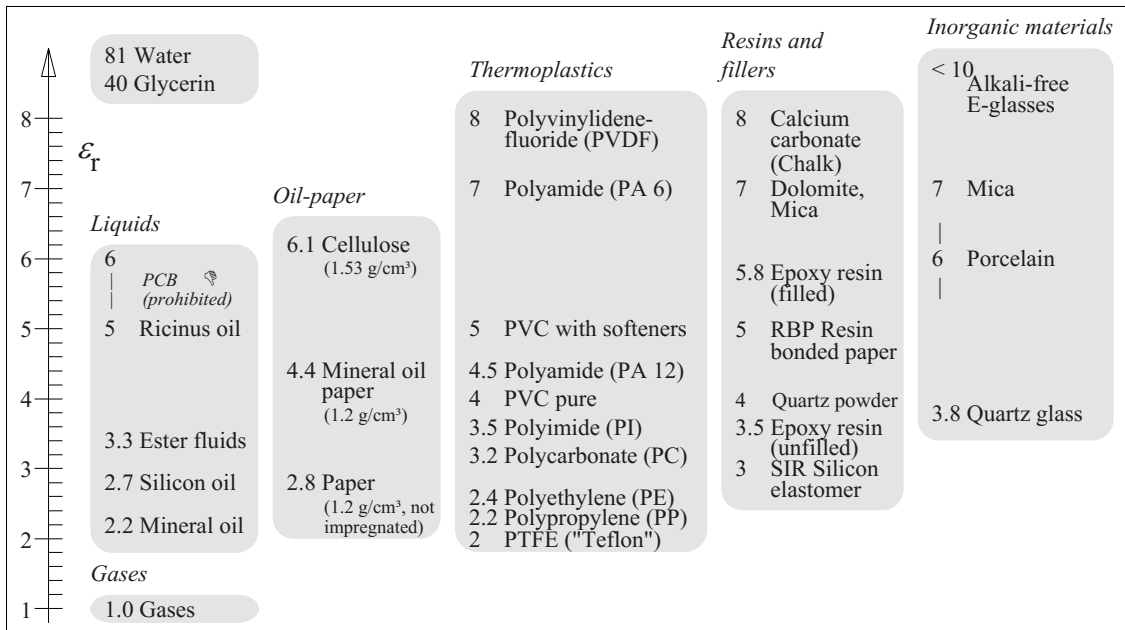 81 Water
40 Glycerin
8
7
6
5
4
3
2
1
εr
Liquids
6
| PCB
| (prohibited)
5 Ricinus oil
3.3 Ester fluids
2.7 Silicon oil
2.2 Mineral oil
Gases
1.0 Gases
Oil-paper
6.1 Cellulose
(1.53 g/cm³)
4.4 Mineral oil
paper
(1.2 g/cm³)
2.8 Paper
(1.2 g/cm³, not
impregnated)
Thermoplastics
8 Polyvinylidene-
fluoride (PVDF)
7 Polyamide (PA 6)
5 PVC with softeners
4.5 Polyamide (PA 12)
4 PVC pure
3.5 Polyimide (PI)
3.2 Polycarbonate (PC)
2.4 Polyethylene (PE)
2.2 Polypropylene (PP)
2 PTFE ("Teflon")
Resins and
fillers
8 Calcium
carbonate
(Chalk)
7 Dolomite,
Mica
5.8 Epoxy resin
(filled)
5 RBP Resin
bonded paper
4 Quartz powder
3.5 Epoxy resin
(unfilled)
3 SIR Silicon
elastomer
Inorganic materials
< 10
Alkali-free
E-glasses
7 Mica
|
6 Porcelain
|
3.8 Quartz glass